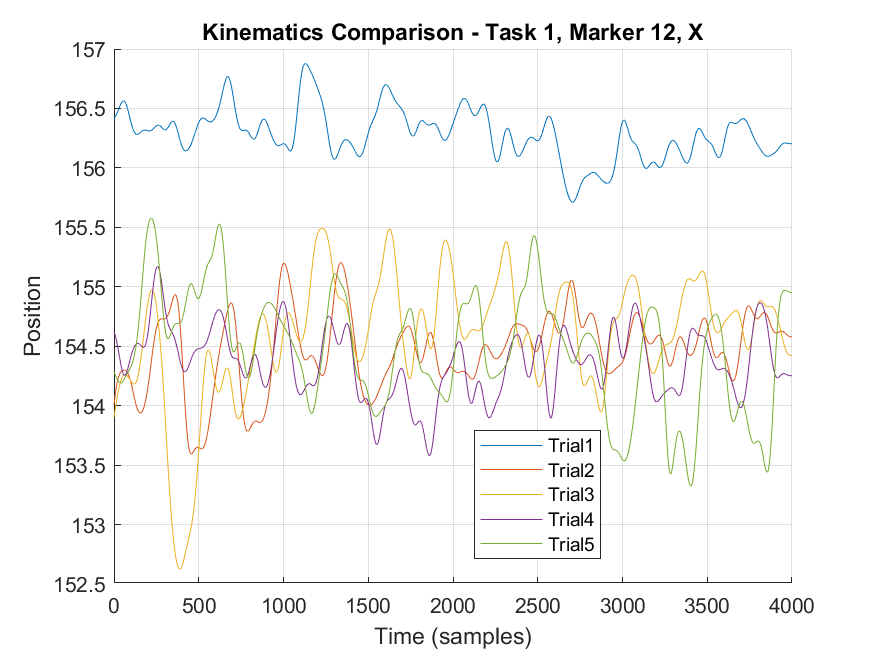 Kinematics Comparison - Task 1, Marker 12, X
157
156.5
156
155.5
155
154.5
154
153.5
153
152.5
Position
Trial1
Trial2
Trial3
Trial4
Trial5
0 500 1000 1500 2000 2500 3000 3500 4000
Time (samples)